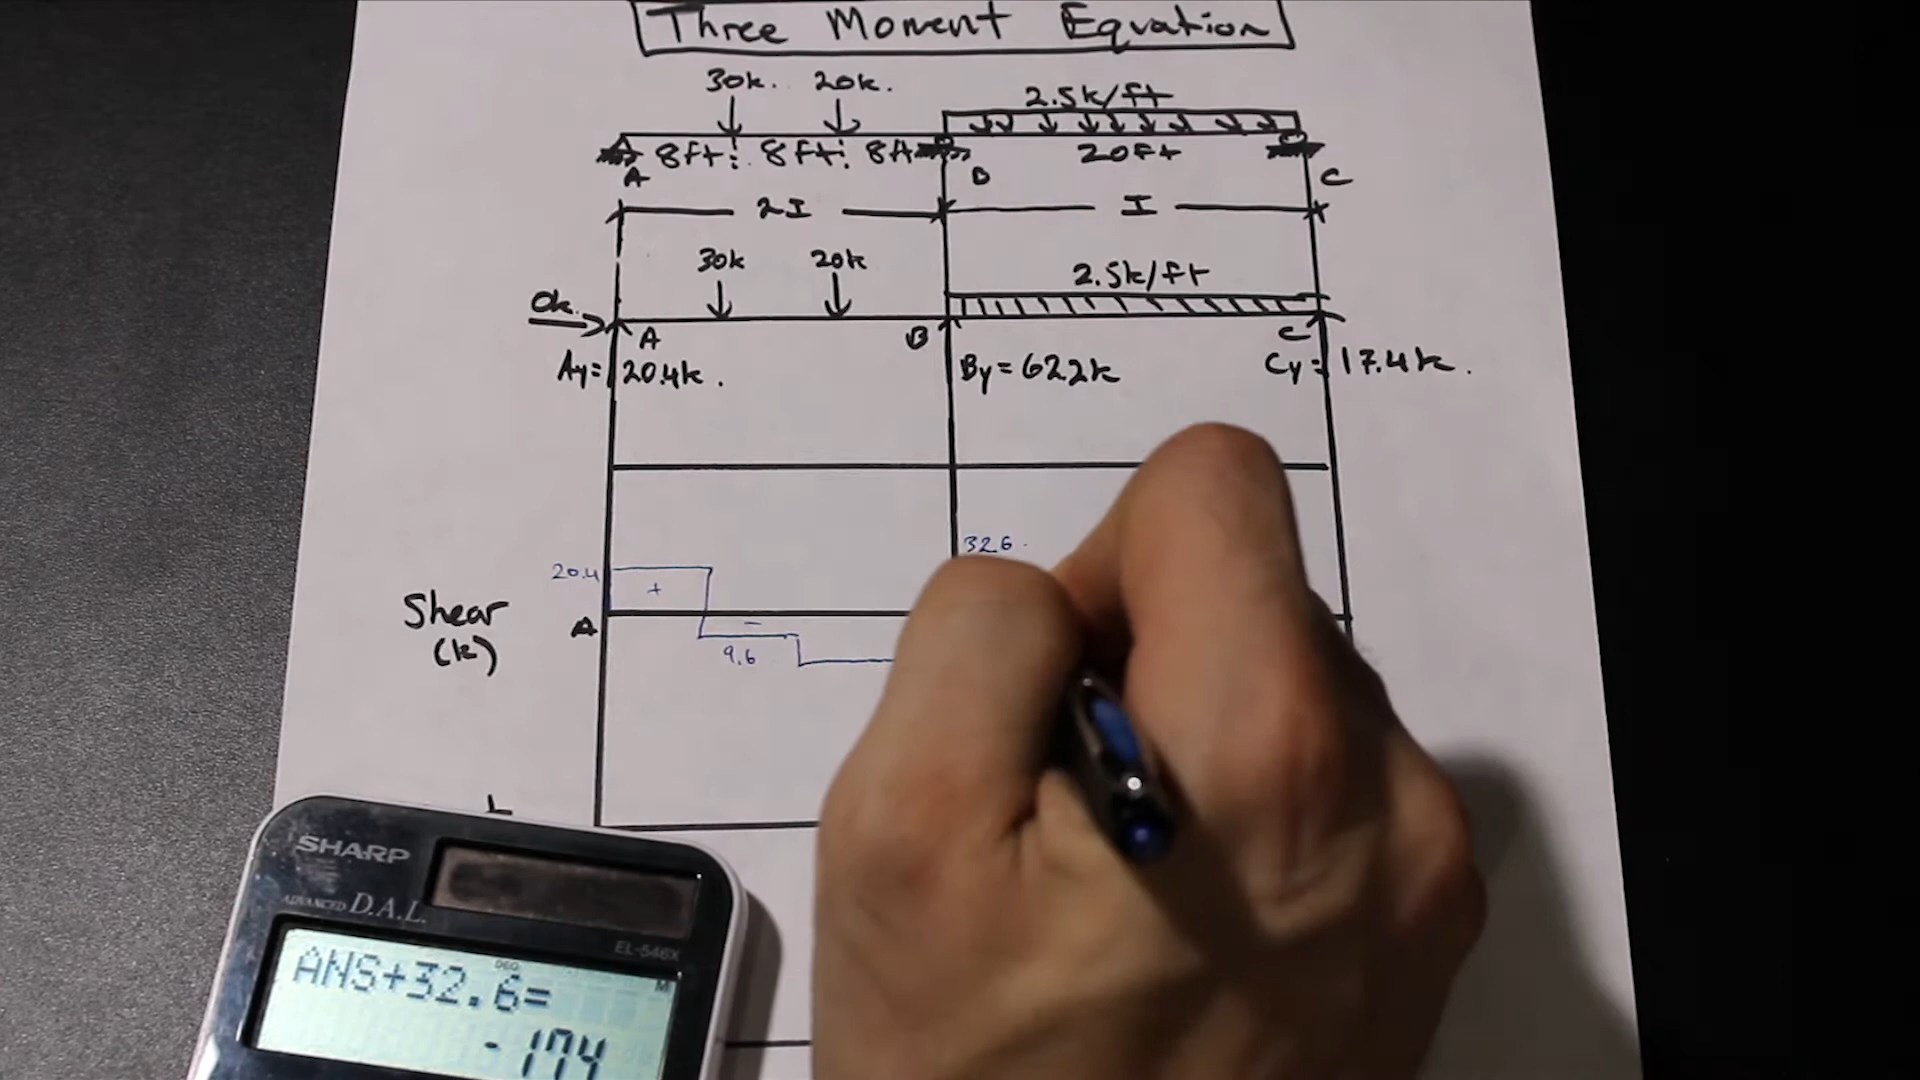 Three Moment Equation
30k. 20k.
2.5k/ft
8ft 8ft 8ft 20ft
A B C
2I I
30k 20k
2.5k/ft
0k.
A B C
Ay= 20.4k. By=62.2k Cy= 17.4k.
32.6
20.4 +
Shear
(k)
A
-
9.6
SHARP
ADVANCED D.A.L.
EL-546X
DEG
M
ANS+32.6=
-174